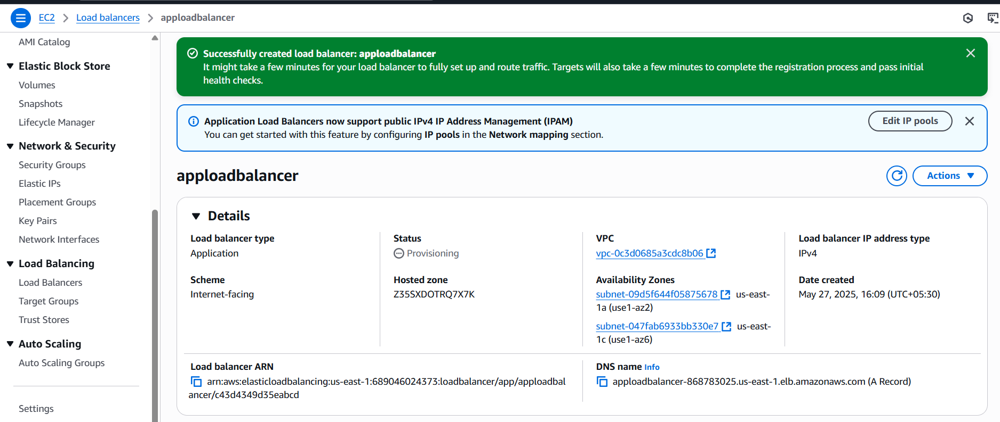 EC2 > Load balancers > apploadbalancer
AMI Catalog
Elastic Block Store
Volumes
Snapshots
Lifecycle Manager
Network & Security
Security Groups
Elastic IPs
Placement Groups
Key Pairs
Network Interfaces
Load Balancing
Load Balancers
Target Groups
Trust Stores
Auto Scaling
Auto Scaling Groups
Settings
Successfully created load balancer: apploadbalancer
It might take a few minutes for your load balancer to fully set up and route traffic. Targets will also take a few minutes to complete the registration process and pass initial
health checks.
Application Load Balancers now support public IPv4 IP Address Management (IPAM)
You can get started with this feature by configuring IP pools in the Network mapping section.
Edit IP pools
apploadbalancer
Actions
Details
Load balancer type
Application
Status
Provisioning
VPC
vpc-0c3d0685a3cdc8b06
Load balancer IP address type
IPv4
Scheme
Internet-facing
Hosted zone
Z35SXDOTRQ7X7K
Availability Zones
subnet-09d5f644f05875678 us-east-
1a (use1-az2)
subnet-047fab6933bb330e7 us-east-
1c (use1-az6)
Date created
May 27, 2025, 16:09 (UTC+05:30)
Load balancer ARN
arn:aws:elasticloadbalancing:us-east-1:689046024373:loadbalancer/app/apploadbal
ancer/c43d4349d35eabcd
DNS name Info
apploadbalancer-868783025.us-east-1.elb.amazonaws.com (A Record)